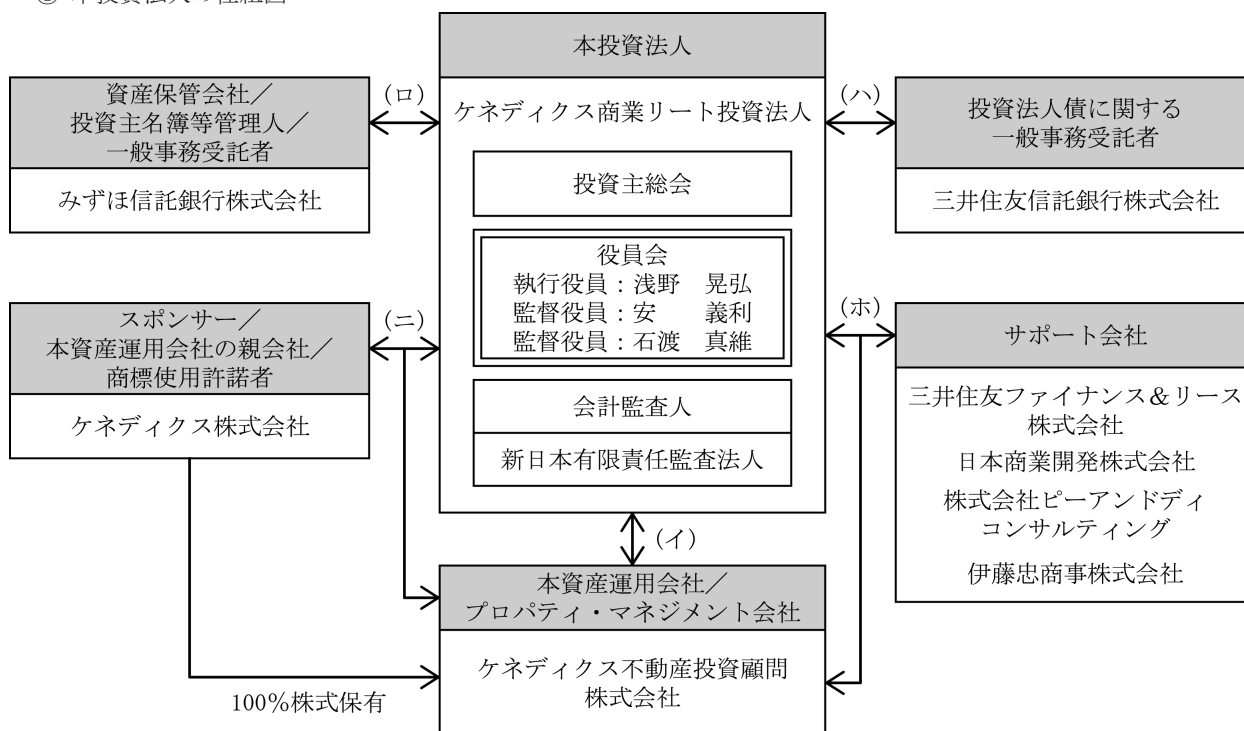 本投資法人
ケネディクス商業リート投資法人
投資主総会
役員会
執行役員：浅野　晃弘
監督役員：安　　義利
監督役員：石渡　真維
会計監査人
新日本有限責任監査法人
資産保管会社／
投資主名簿等管理人／
一般事務受託者
みずほ信託銀行株式会社
(ロ)
(ハ)
投資法人債に関する
一般事務受託者
三井住友信託銀行株式会社
スポンサー／
本資産運用会社の親会社／
商標使用許諾者
ケネディクス株式会社
(ニ)
(ホ)
サポート会社
三井住友ファイナンス＆リース
株式会社
日本商業開発株式会社
株式会社ピーアンドディ
コンサルティング
伊藤忠商事株式会社
(イ)
本資産運用会社／
プロパティ・マネジメント会社
ケネディクス不動産投資顧問
株式会社
100％株式保有